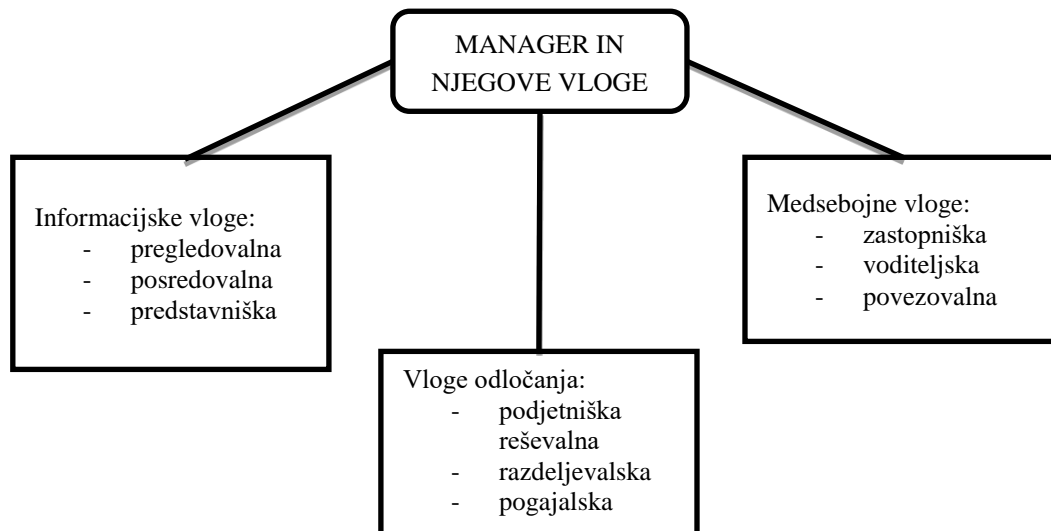 MANAGER IN
NJEGOVE VLOGE
Informacijske vloge:
- pregledovalna
- posredovalna
- predstavniška
Medsebojne vloge:
- zastopniška
- voditeljska
- povezovalna
Vloge odločanja:
- podjetniška
reševalna
- razdeljevalska
- pogajalska